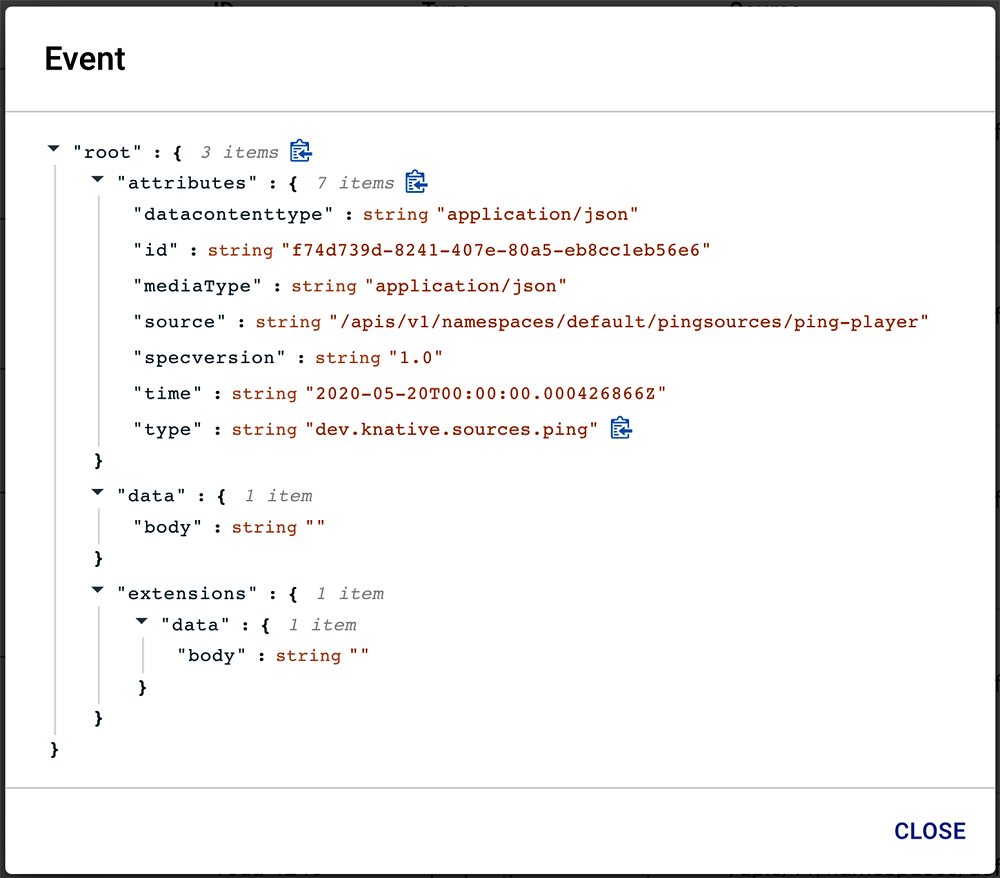 Event
"root" : { 3 items
"attributes" : { 7 items
"datacontenttype" : string "application/json"
"id" : string "f74d739d-8241-407e-80a5-eb8cc1eb56e6"
"mediaType" : string "application/json"
"source" : string "/apis/v1/namespaces/default/pingsources/ping-player"
"specversion" : string "1.0"
"time" : string "2020-05-20T00:00:00.000426866Z"
"type" : string "dev.knative.sources.ping"
}
"data" : { 1 item
"body" : string ""
}
"extensions" : { 1 item
"data" : { 1 item
"body" : string ""
}
}
}
CLOSE